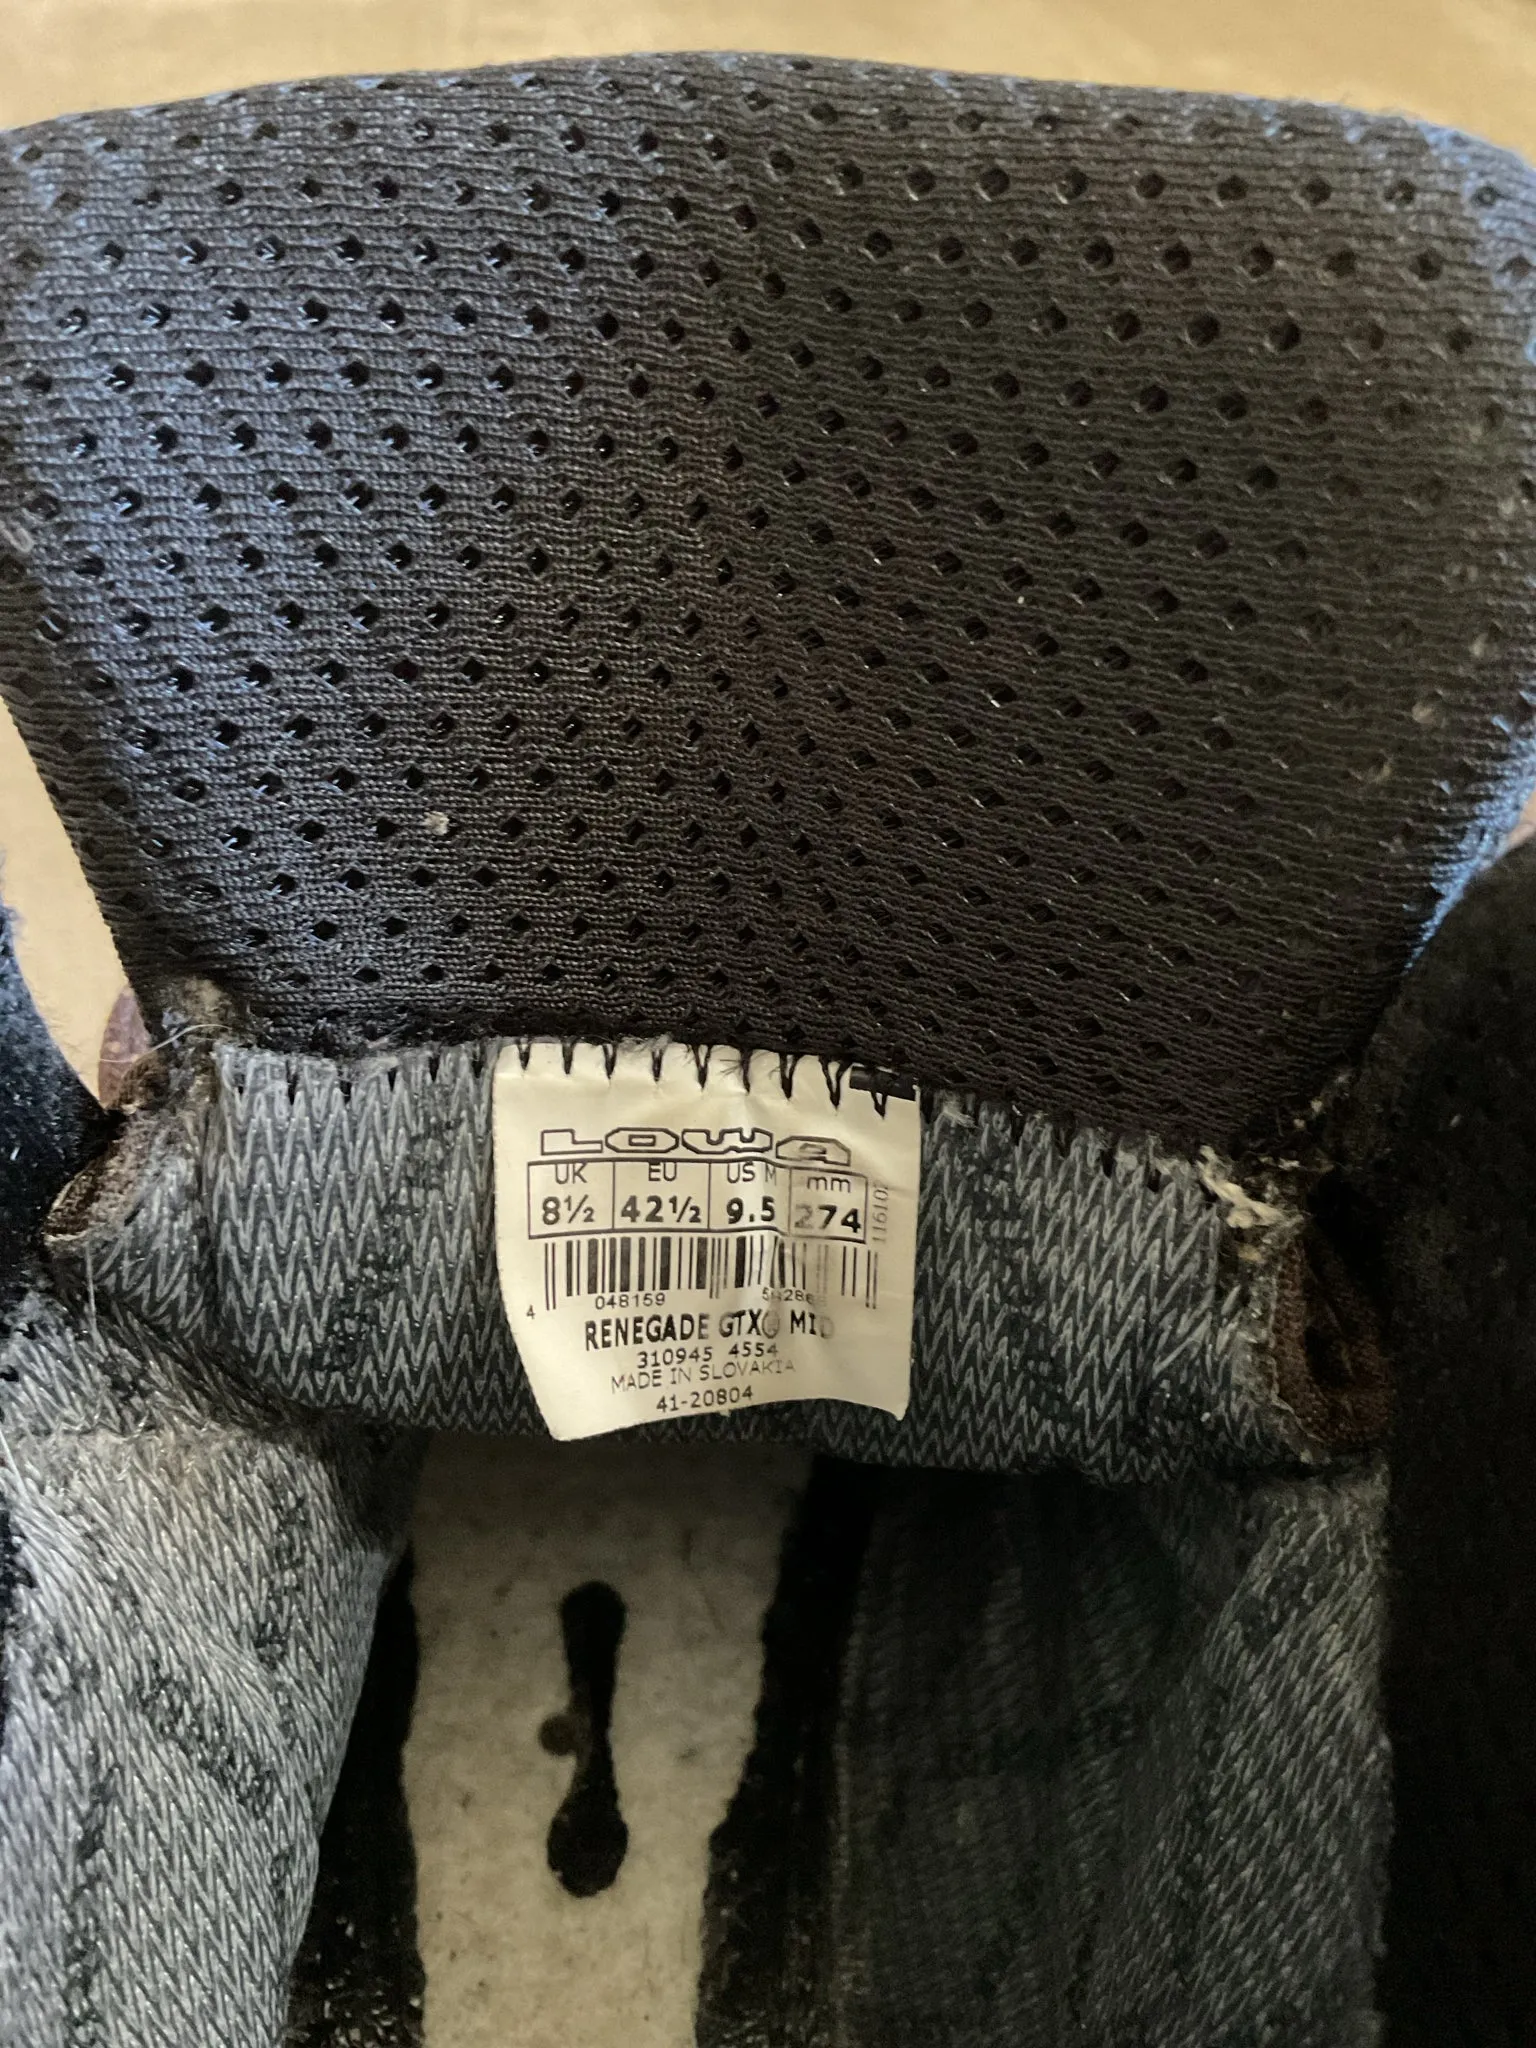 LOWA
UK EU US M mm
8½ 42½ 9.5 274
4 048159
RENEGADE GTX® MID
310945 4554
MADE IN SLOVAKIA
41-20804